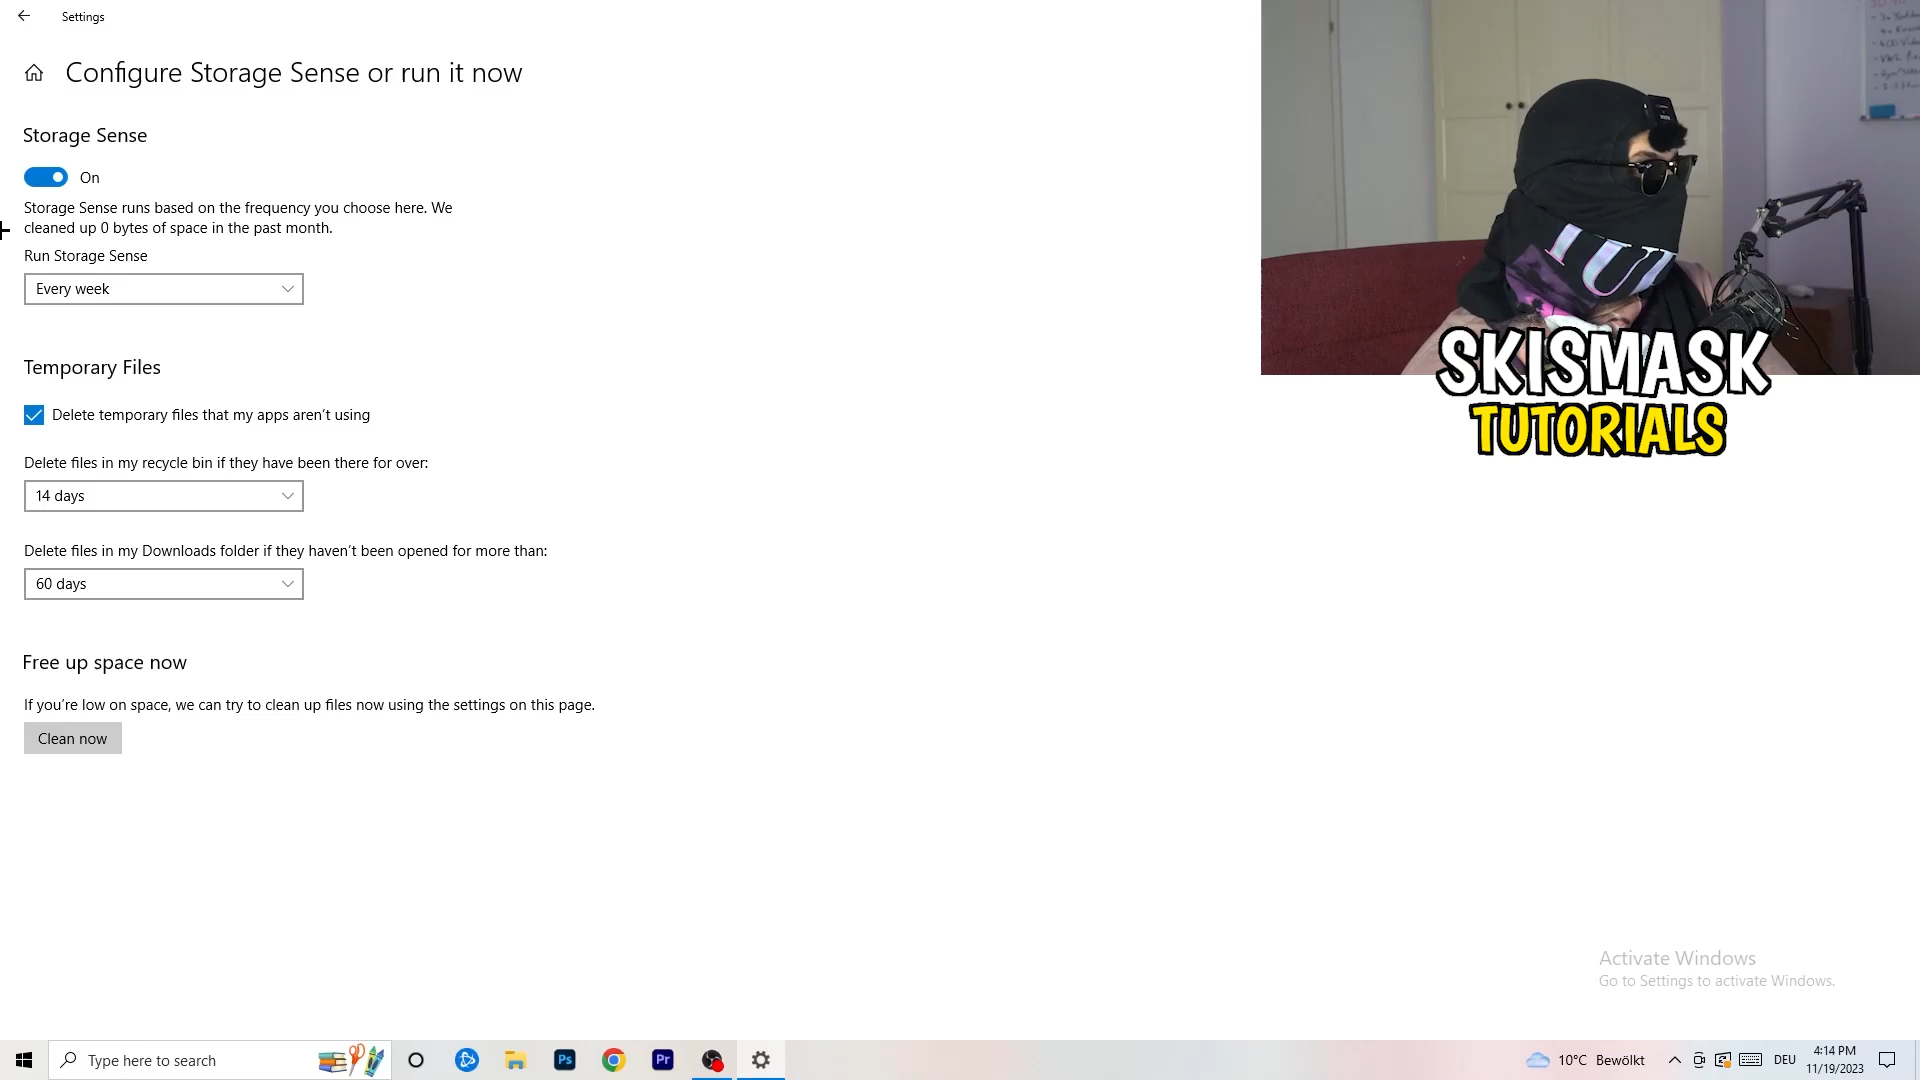 Settings
Configure Storage Sense or run it now
Storage Sense
On
Storage Sense runs based on the frequency you choose here. We
cleaned up 0 bytes of space in the past month.
Run Storage Sense
Every week
Temporary Files
Delete temporary files that my apps aren't using
Delete files in my recycle bin if they have been there for over:
14 days
Delete files in my Downloads folder if they haven't been opened for more than:
60 days
Free up space now
If you're low on space, we can try to clean up files now using the settings on this page.
Clean now
SKISMASK
TUTORIALS
Activate Windows
Go to Settings to activate Windows.
Type here to search
Ps
Pr
10°C Bewölkt
DEU
4:14 PM
11/19/2023